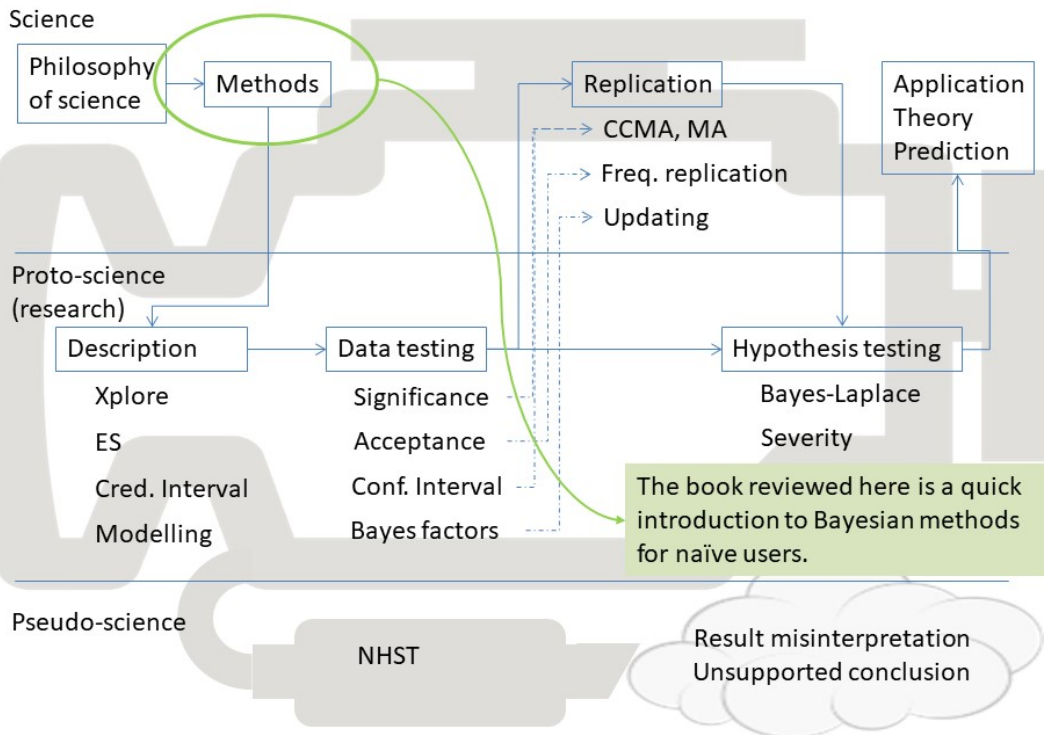 Science
Philosophy
of science
Methods
Replication
CCMA, MA
Freq. replication
Updating
Application
Theory
Prediction
Proto-science
(research)
Description
Xplore
ES
Cred. Interval
Modelling
Data testing
Significance
Acceptance
Conf. Interval
Bayes factors
Hypothesis testing
Bayes-Laplace
Severity
The book reviewed here is a quick
introduction to Bayesian methods
for naïve users.
Pseudo-science
NHST
Result misinterpretation
Unsupported conclusion